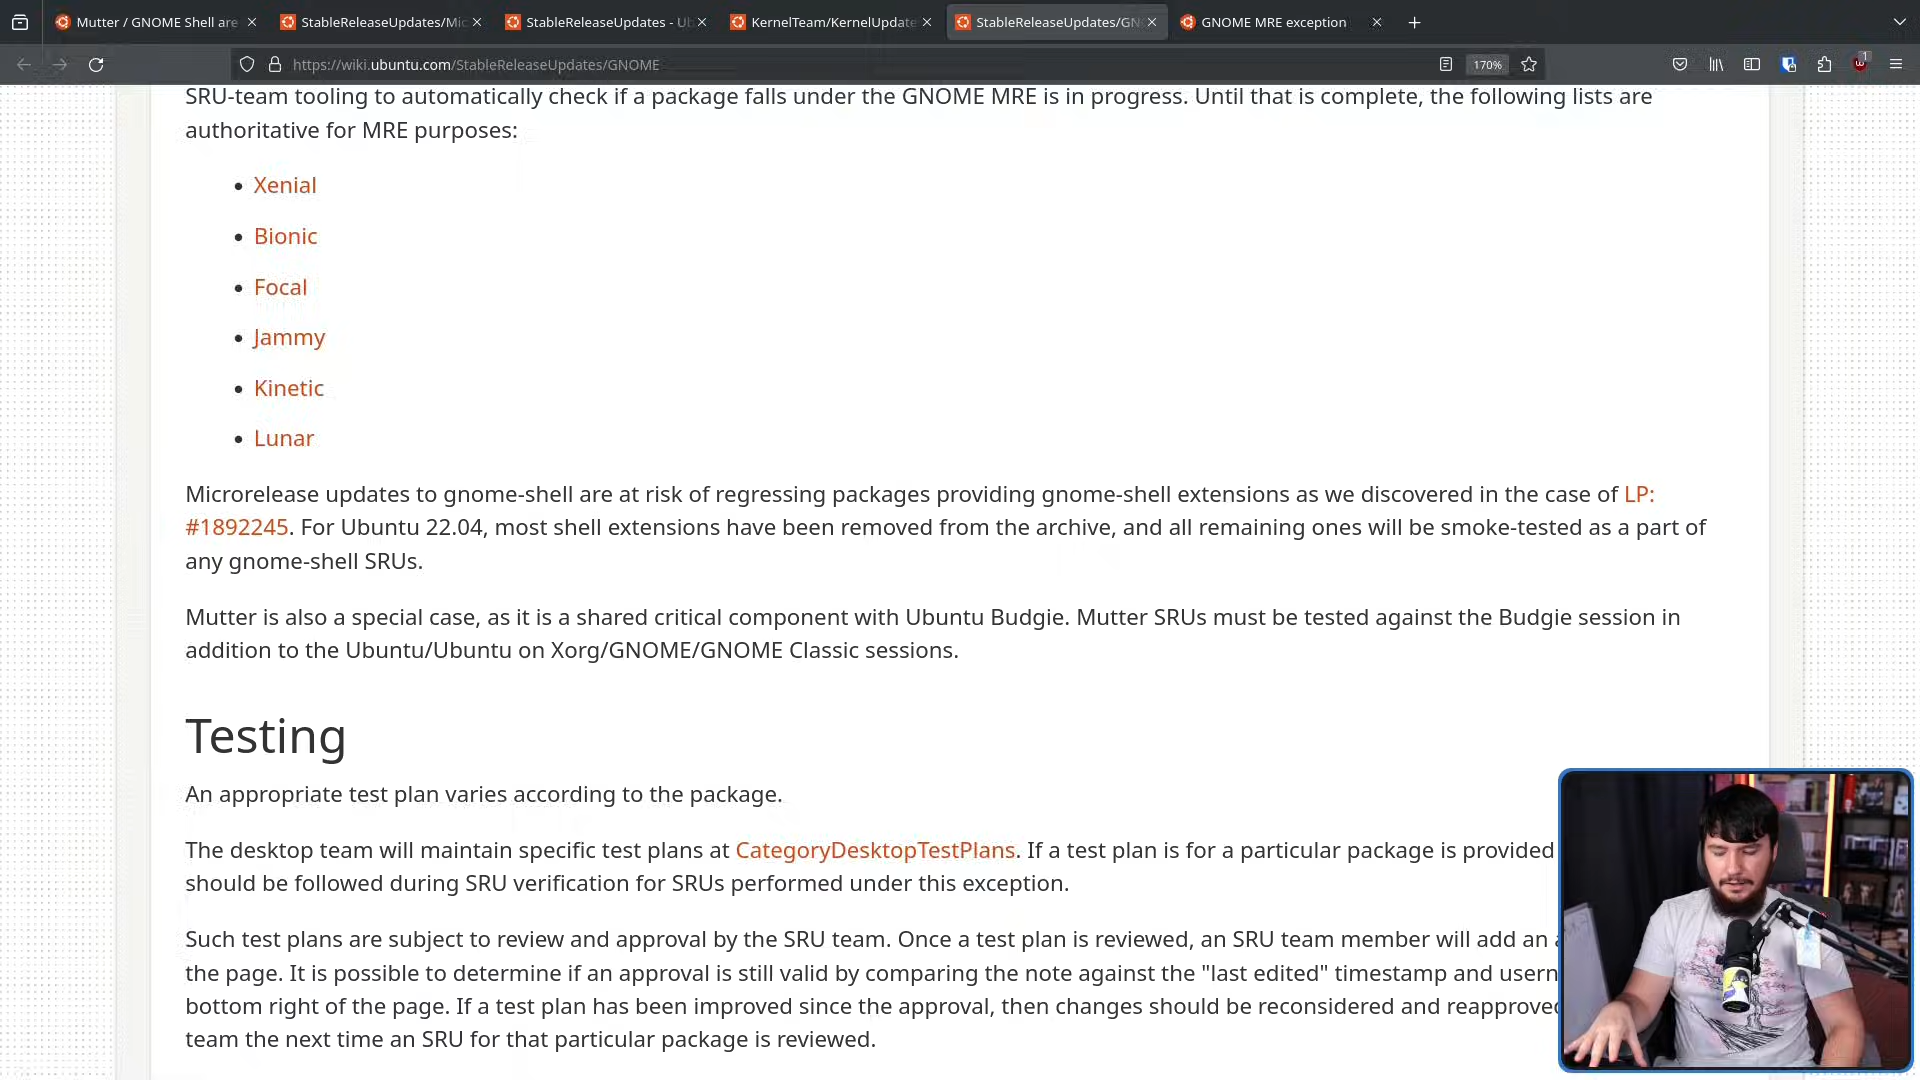 Mutter / GNOME Shell are
StableReleaseUpdates/Mic
StableReleaseUpdates - Ub
KernelTeam/KernelUpdate
StableReleaseUpdates/GN
GNOME MRE exception
https://wiki.ubuntu.com/StableReleaseUpdates/GNOME
170%
1
SRU-team tooling to automatically check if a package falls under the GNOME MRE is in progress. Until that is complete, the following lists are
authoritative for MRE purposes:
• Xenial
• Bionic
• Focal
• Jammy
• Kinetic
• Lunar
Microrelease updates to gnome-shell are at risk of regressing packages providing gnome-shell extensions as we discovered in the case of LP:
#1892245. For Ubuntu 22.04, most shell extensions have been removed from the archive, and all remaining ones will be smoke-tested as a part of
any gnome-shell SRUs.
Mutter is also a special case, as it is a shared critical component with Ubuntu Budgie. Mutter SRUs must be tested against the Budgie session in
addition to the Ubuntu/Ubuntu on Xorg/GNOME/GNOME Classic sessions.
Testing
An appropriate test plan varies according to the package.
The desktop team will maintain specific test plans at CategoryDesktopTestPlans. If a test plan is for a particular package is provided
should be followed during SRU verification for SRUs performed under this exception.
Such test plans are subject to review and approval by the SRU team. Once a test plan is reviewed, an SRU team member will add an
the page. It is possible to determine if an approval is still valid by comparing the note against the "last edited" timestamp and usern
bottom right of the page. If a test plan has been improved since the approval, then changes should be reconsidered and reapproved
team the next time an SRU for that particular package is reviewed.